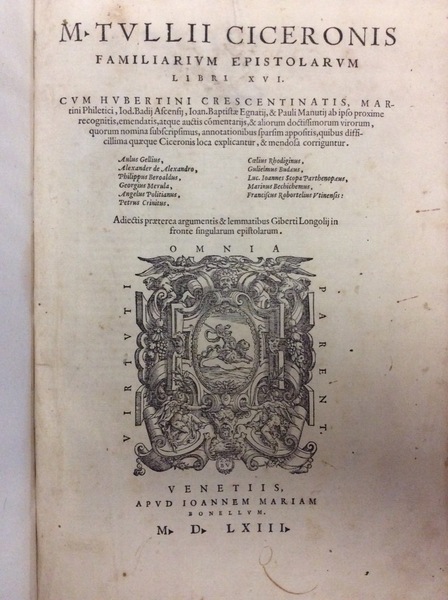 M▸ TVLLII CICERONIS
FAMILIARIVM EPISTOLARVM
LIBRI XVI.
CVM HVBERTINI CRESCENTINATIS, MAR-
tini Philetici, Iod. Badij Ascensij, Ioan. Baptistæ Egnatij, & Pauli Manutij ab ipso proxime
recognitis, emendatis, atque auctis cōmentarijs, & aliorum doctissimorum virorum,
quorum nomina subscripsimus, annotationibus sparsim appositis, quibus diffi-
cillima quæque Ciceronis loca explicantur, & mendosa corriguntur.
Aulus Gellius,
Alexander de Alexandro,
Philippus Beroaldus,
Georgius Merula,
Angelus Politianus,
Petrus Crinitus.
Cælius Rhodiginus,
Gulielmus Budæus,
Luc. Ioannes Scopa Parthenopæus,
Marinus Bechichemus,
Franciscus Robortellus Vtinensis:
Adiectis præterea argumentis & lemmatibus Giberti Longolij in
fronte singularum epistolarum.
OMNIA
VIRTVTI
PARENT.
VENETIIS,
APVD IOANNEM MARIAM
BONELLVM.
M▸ D▸ LXIII▸